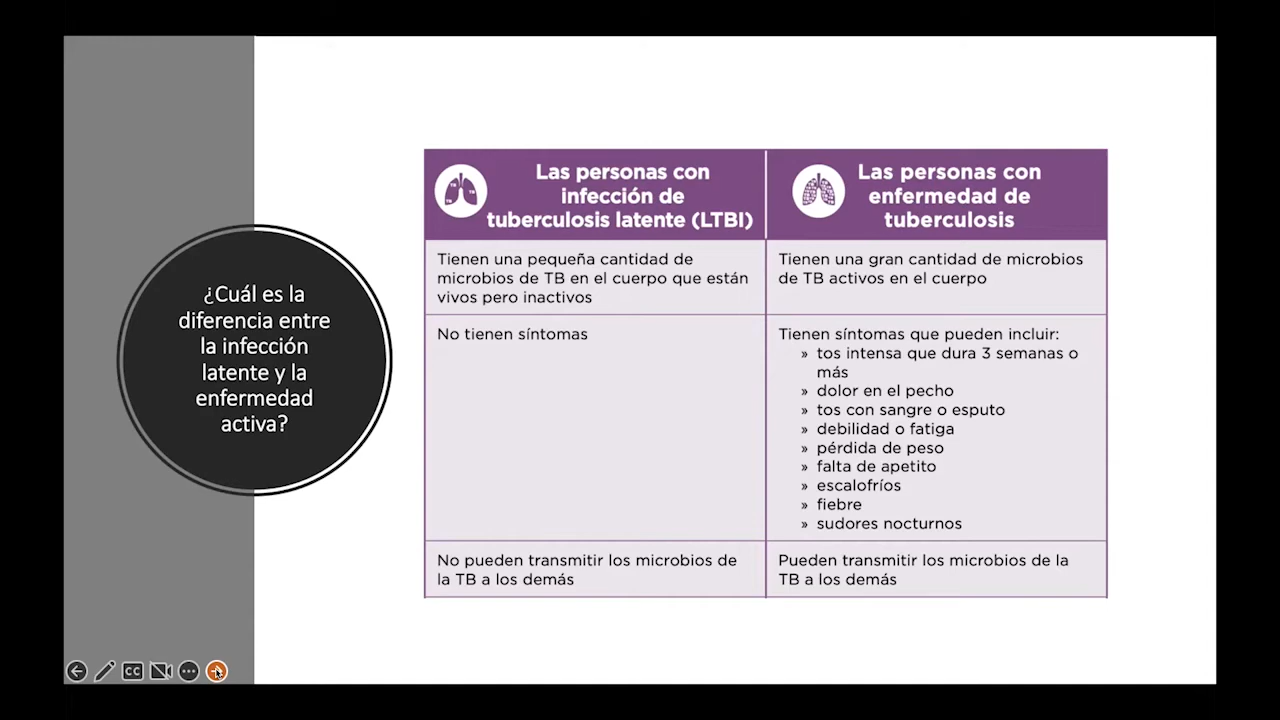 ¿Cuál es la
diferencia entre
la infección
latente y la
enfermedad
activa?
Las personas con
infección de
tuberculosis latente (LTBI)
Las personas con
enfermedad de
tuberculosis
Tienen una pequeña cantidad de
microbios de TB en el cuerpo que están
vivos pero inactivos
Tienen una gran cantidad de microbios
de TB activos en el cuerpo
No tienen síntomas
Tienen síntomas que pueden incluir:
» tos intensa que dura 3 semanas o
más
» dolor en el pecho
» tos con sangre o esputo
» debilidad o fatiga
» pérdida de peso
» falta de apetito
» escalofríos
» fiebre
» sudores nocturnos
No pueden transmitir los microbios de
la TB a los demás
Pueden transmitir los microbios de la
TB a los demás
CC